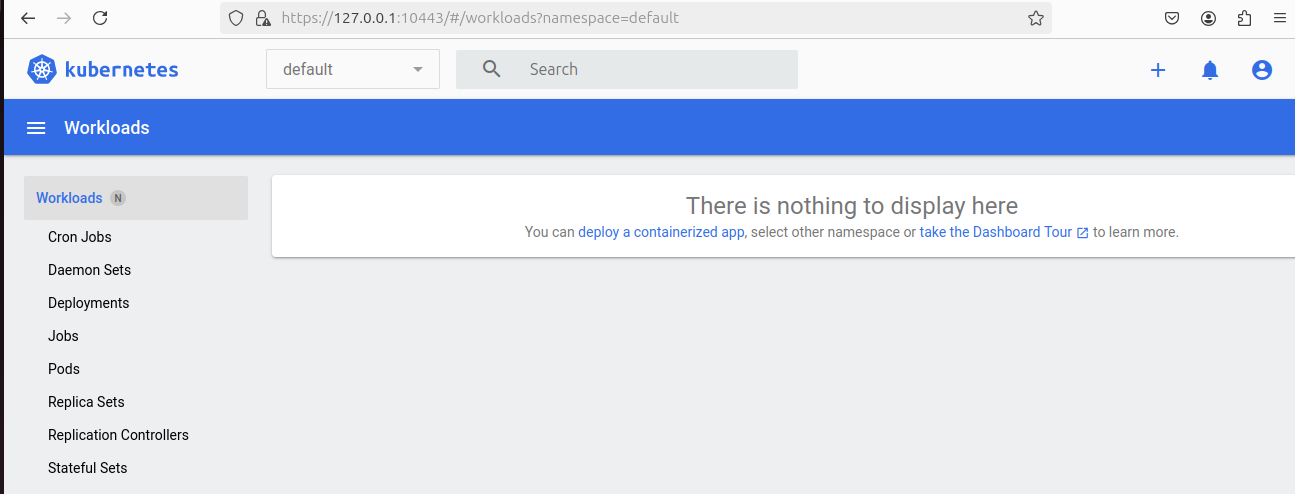 https://127.0.0.1:10443/#/workloads?namespace=default
kubernetes
default
Search
Workloads
Workloads N
Cron Jobs
Daemon Sets
Deployments
Jobs
Pods
Replica Sets
Replication Controllers
Stateful Sets
There is nothing to display here
You can deploy a containerized app, select other namespace or take the Dashboard Tour to learn more.